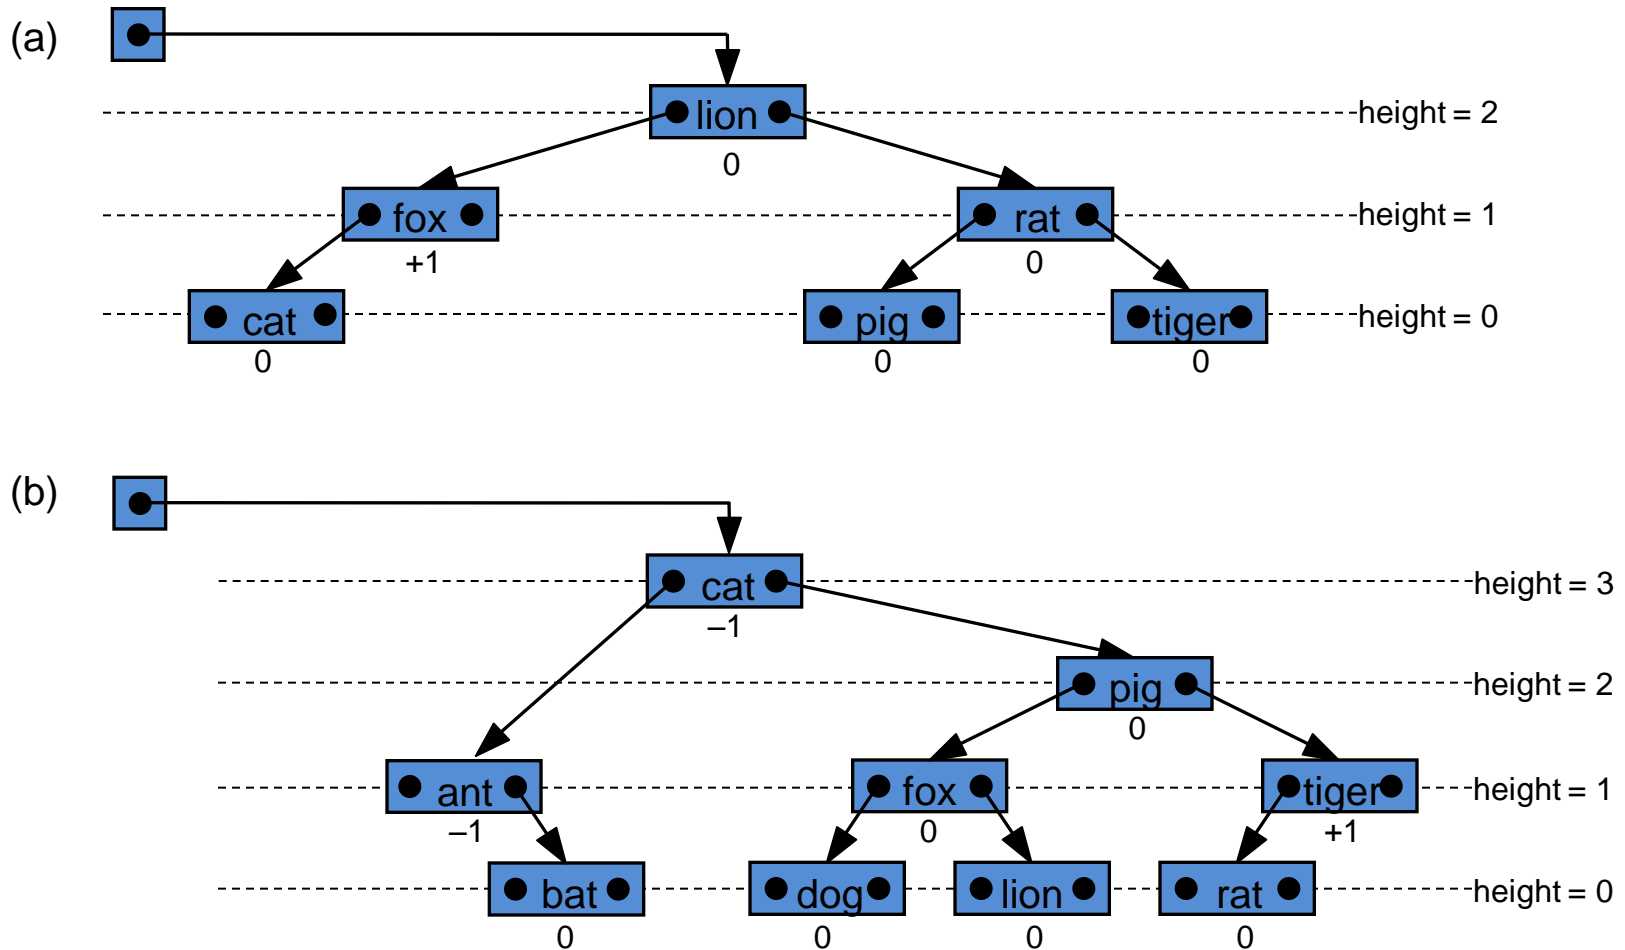 (a)
lion height = 2
0
fox rat height = 1
+1 0
cat pig tiger height = 0
0 0 0
(b)
cat height = 3
–1
pig height = 2
0
ant fox tiger height = 1
–1 0 +1
bat dog lion rat height = 0
0 0 0 0